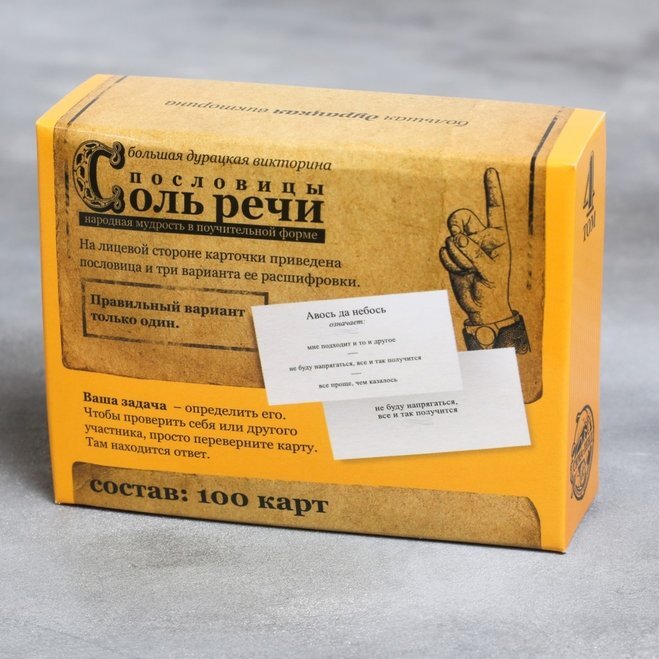 большая дурацкая викторина
большая дурацкая викторина
ПОСЛОВИЦЫ
Соль речи
народная мудрость в поучительной форме
На лицевой стороне карточки приведена
пословица и три варианта ее расшифровки.
Правильный вариант
только один.
Авось да небось
означает:
мне подходит и то и другое
не буду напрягаться, все и так получится
все проще, чем казалось
не буду напрягаться,
все и так получится
Ваша задача – определить его.
Чтобы проверить себя или другого
участника, просто переверните карту.
Там находится ответ.
состав: 100 карт
4
ТОМ